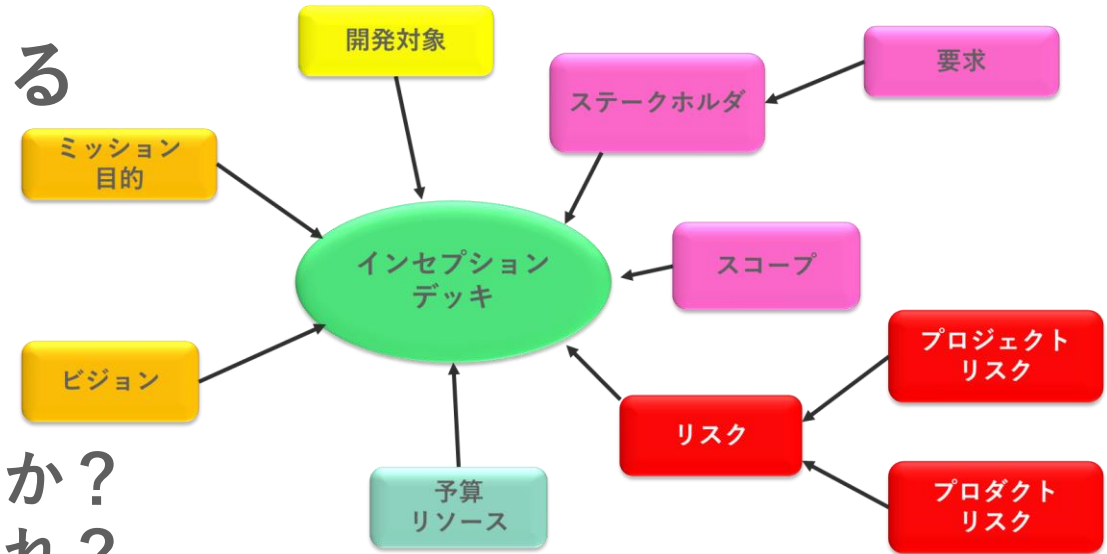 る
開発対象
ステークホルダ
要求
ミッション
目的
インセプション
デッキ
スコープ
ビジョン
プロジェクト
リスク
リスク
予算
リソース
プロダクト
リスク
か？
れ？